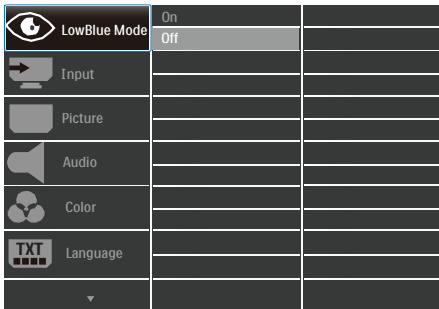 LowBlue Mode
On
Off
Input
Picture
Audio
Color
TXT
Language